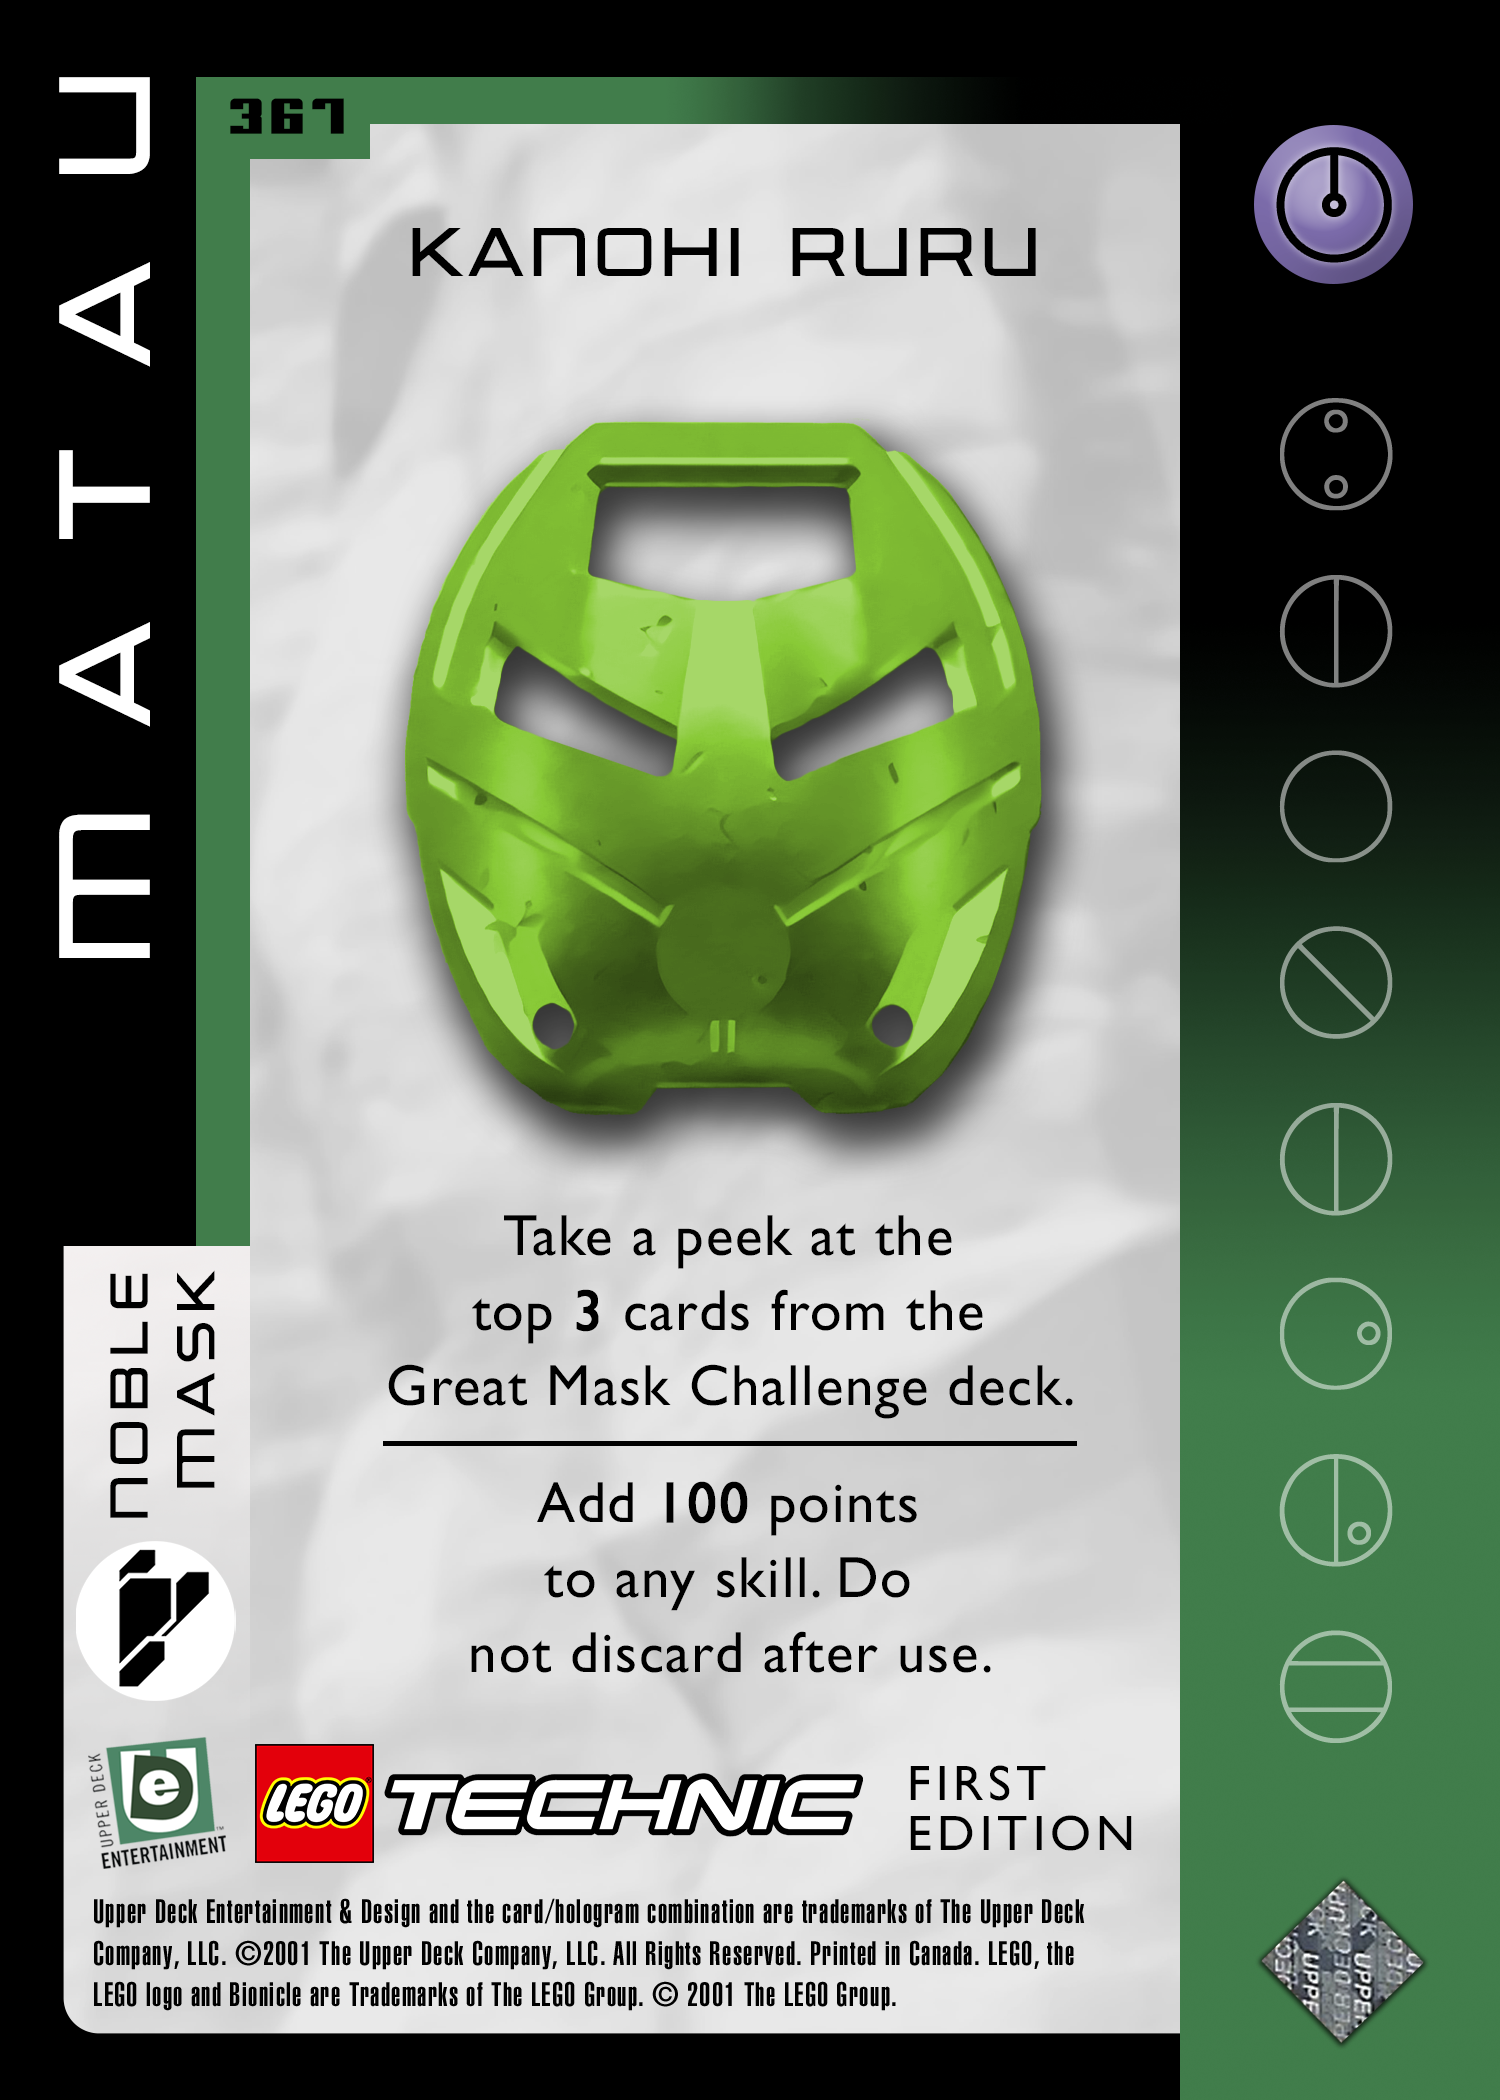 MATAU
367
KANOHI RURU
Take a peek at the
top 3 cards from the
Great Mask Challenge deck.
Add 100 points
to any skill. Do
not discard after use.
NOBLE
MASK
UPPER DECK
e
ENTERTAINMENT
™
LEGO
TECHNIC
FIRST
EDITION
Upper Deck Entertainment & Design and the card/hologram combination are trademarks of The Upper Deck
Company, LLC. ©2001 The Upper Deck Company, LLC. All Rights Reserved. Printed in Canada. LEGO, the
LEGO logo and Bionicle are Trademarks of The LEGO Group. © 2001 The LEGO Group.